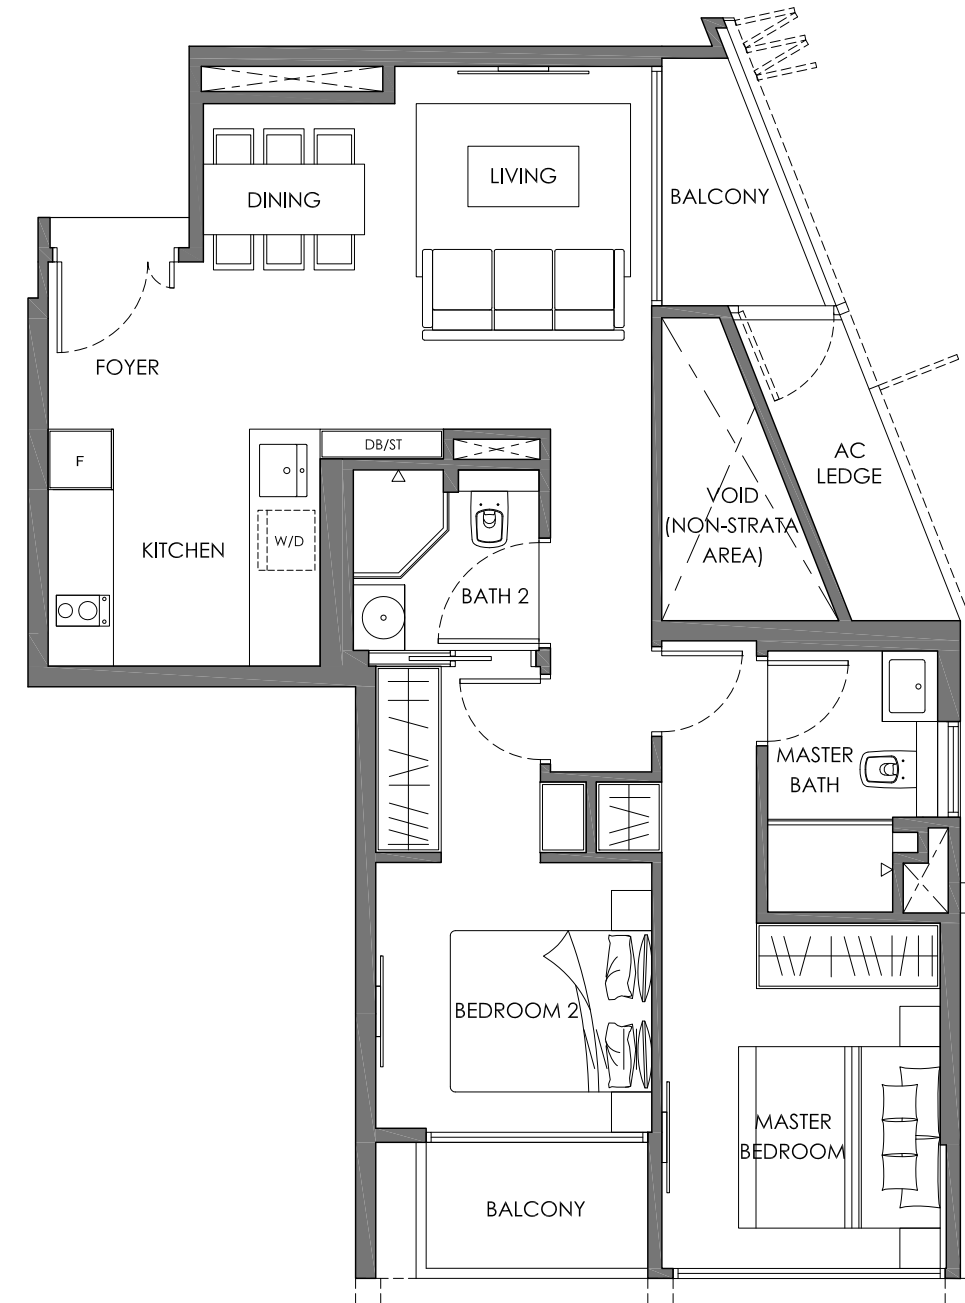 LIVING
BALCONY
DINING
FOYER
DB/ST
F
AC
LEDGE
VOID
(NON-STRATA
AREA)
W/D
KITCHEN
BATH 2
MASTER
BATH
BEDROOM 2
MASTER
BEDROOM
BALCONY